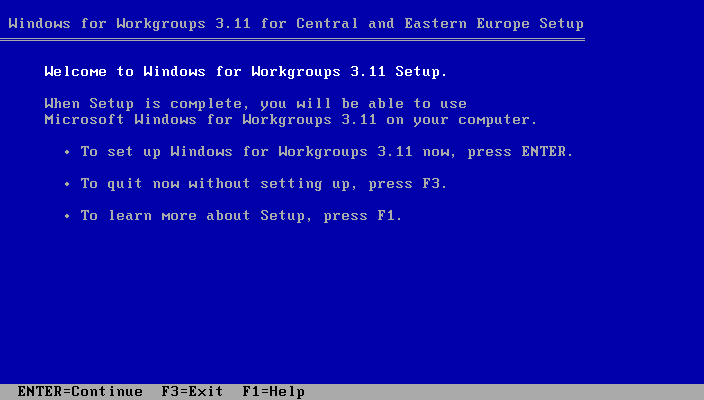 Windows for Workgroups 3.11 for Central and Eastern Europe Setup
Welcome to Windows for Workgroups 3.11 Setup.
When Setup is complete, you will be able to use
Microsoft Windows for Workgroups 3.11 on your computer.
• To set up Windows for Workgroups 3.11 now, press ENTER.
• To quit now without setting up, press F3.
• To learn more about Setup, press F1.
ENTER=Continue  F3=Exit  F1=Help